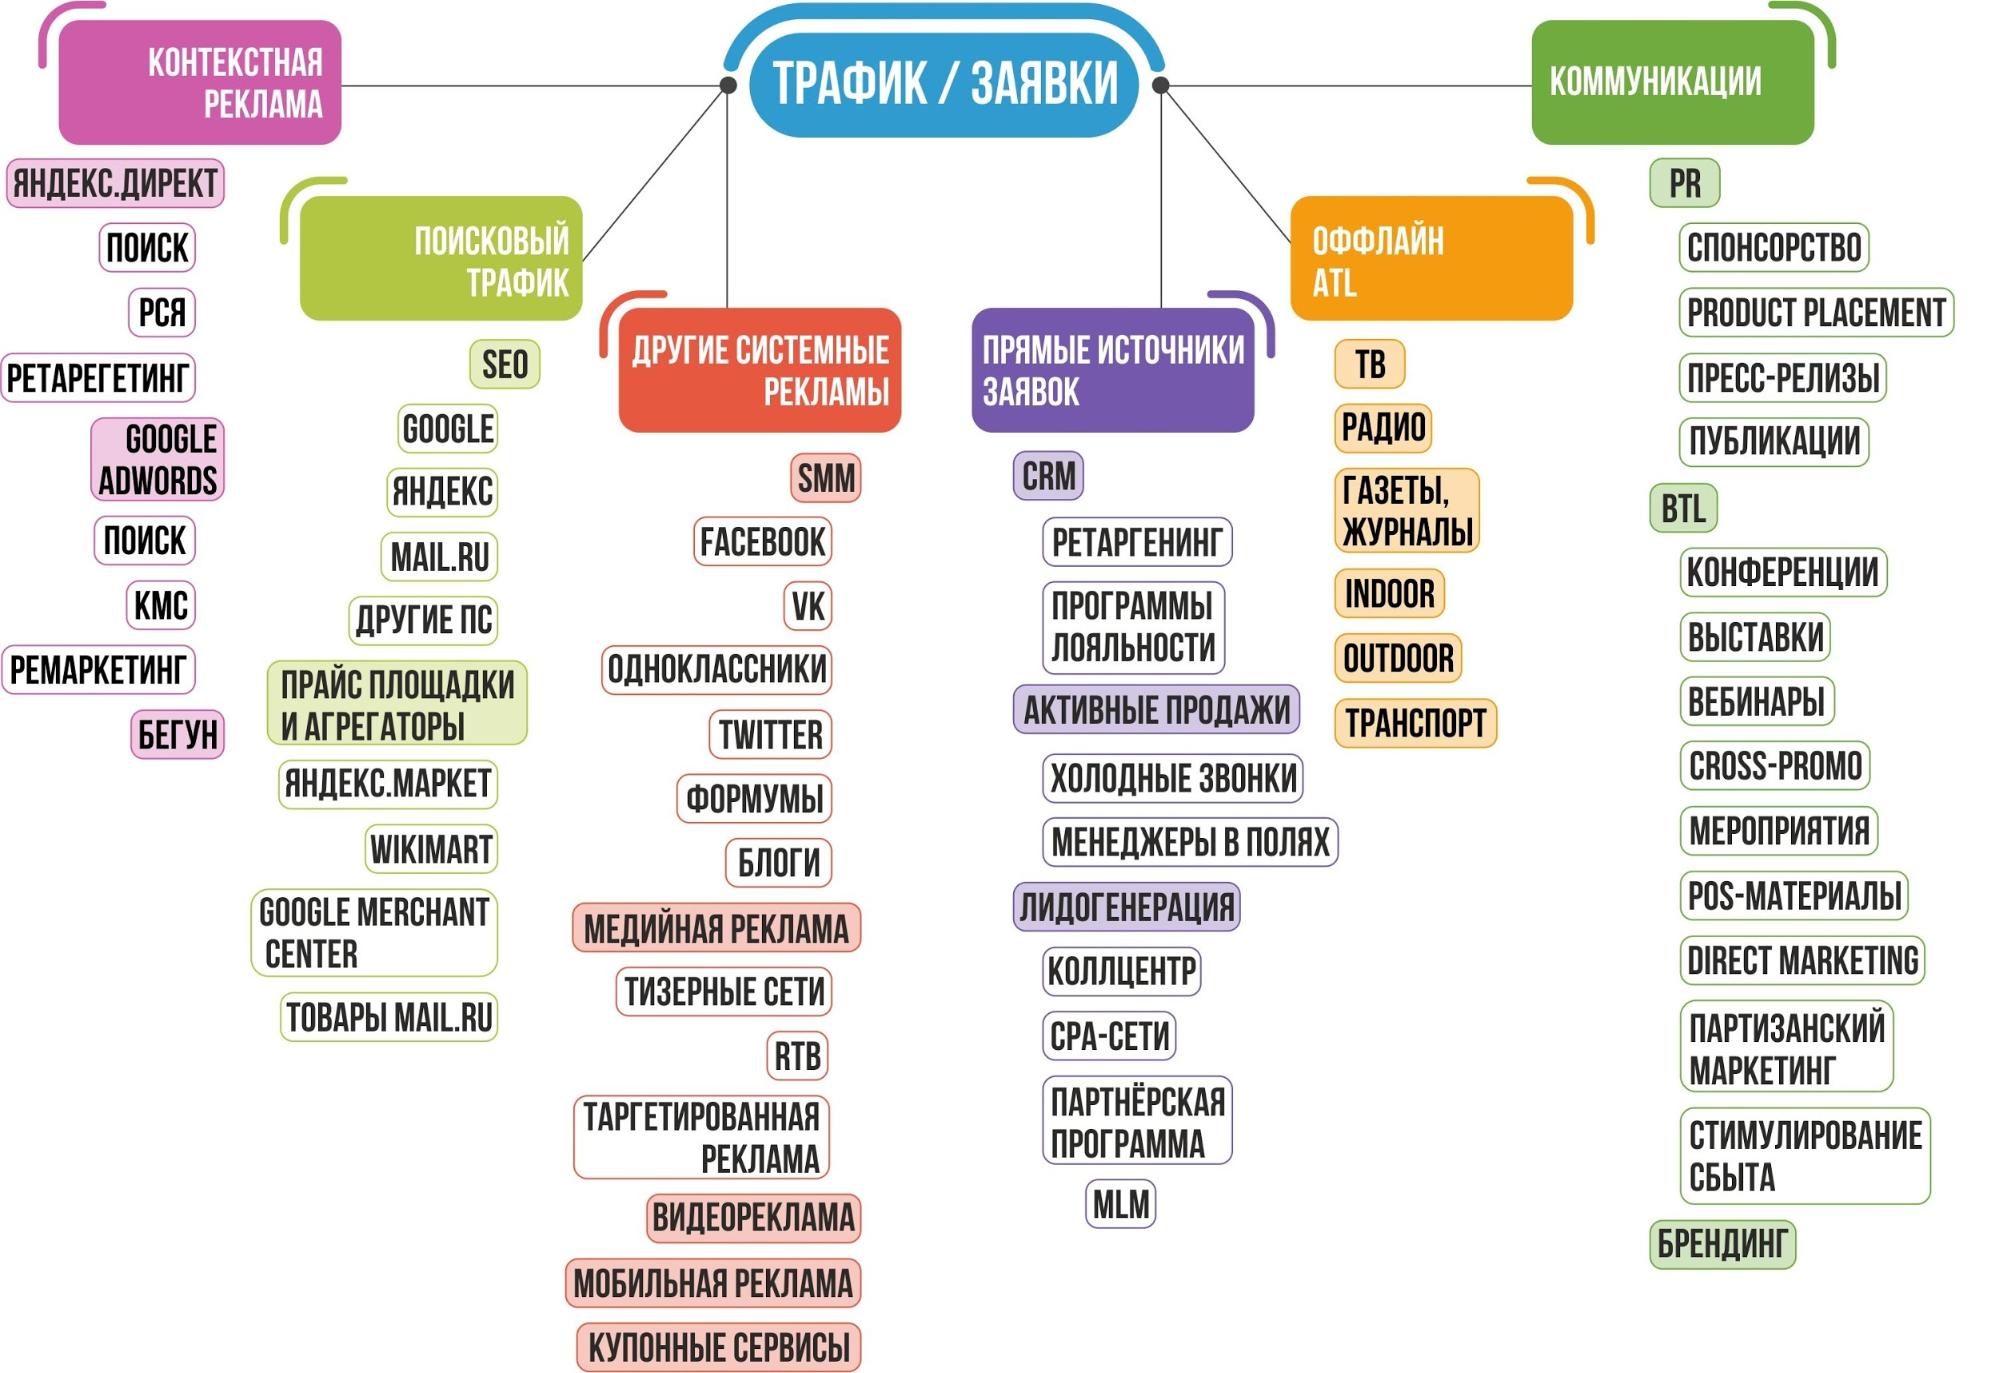 ТРАФИК / ЗАЯВКИ
КОНТЕКСТНАЯ
РЕКЛАМА
ЯНДЕКС.ДИРЕКТ
ПОИСК
РСЯ
РЕТАРЕГЕТИНГ
GOOGLE
ADWORDS
ПОИСК
КМС
РЕМАРКЕТИНГ
БЕГУН
ПОИСКОВЫЙ
ТРАФИК
SEO
GOOGLE
ЯНДЕКС
MAIL.RU
ДРУГИЕ ПС
ПРАЙС ПЛОЩАДКИ
И АГРЕГАТОРЫ
ЯНДЕКС.МАРКЕТ
WIKIMART
GOOGLE MERCHANT
CENTER
ТОВАРЫ MAIL.RU
ДРУГИЕ СИСТЕМНЫЕ
РЕКЛАМЫ
SMM
FACEBOOK
VK
ОДНОКЛАССНИКИ
TWITTER
ФОРМУМЫ
БЛОГИ
МЕДИЙНАЯ РЕКЛАМА
ТИЗЕРНЫЕ СЕТИ
RTB
ТАРГЕТИРОВАННАЯ
РЕКЛАМА
ВИДЕОРЕКЛАМА
МОБИЛЬНАЯ РЕКЛАМА
КУПОННЫЕ СЕРВИСЫ
ПРЯМЫЕ ИСТОЧНИКИ
ЗАЯВОК
CRM
РЕТАРГЕНИНГ
ПРОГРАММЫ
ЛОЯЛЬНОСТИ
АКТИВНЫЕ ПРОДАЖИ
ХОЛОДНЫЕ ЗВОНКИ
МЕНЕДЖЕРЫ В ПОЛЯХ
ЛИДОГЕНЕРАЦИЯ
КОЛЛЦЕНТР
CPA-СЕТИ
ПАРТНЁРСКАЯ
ПРОГРАММА
MLM
ОФФЛАЙН
ATL
ТВ
РАДИО
ГАЗЕТЫ,
ЖУРНАЛЫ
INDOOR
OUTDOOR
ТРАНСПОРТ
КОММУНИКАЦИИ
PR
СПОНСОРСТВО
PRODUCT PLACEMENT
ПРЕСС-РЕЛИЗЫ
ПУБЛИКАЦИИ
BTL
КОНФЕРЕНЦИИ
ВЫСТАВКИ
ВЕБИНАРЫ
CROSS-PROMO
МЕРОПРИЯТИЯ
POS-МАТЕРИАЛЫ
DIRECT MARKETING
ПАРТИЗАНСКИЙ
МАРКЕТИНГ
СТИМУЛИРОВАНИЕ
СБЫТА
БРЕНДИНГ